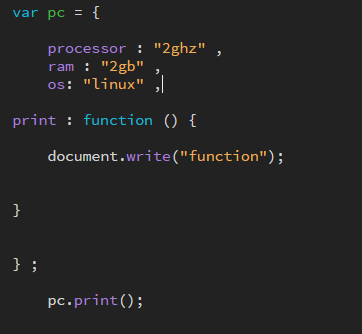 var pc = {
processor : "2ghz" ,
ram : "2gb" ,
os: "linux" ,
print : function () {
document.write("function");
}
} ;
pc.print();